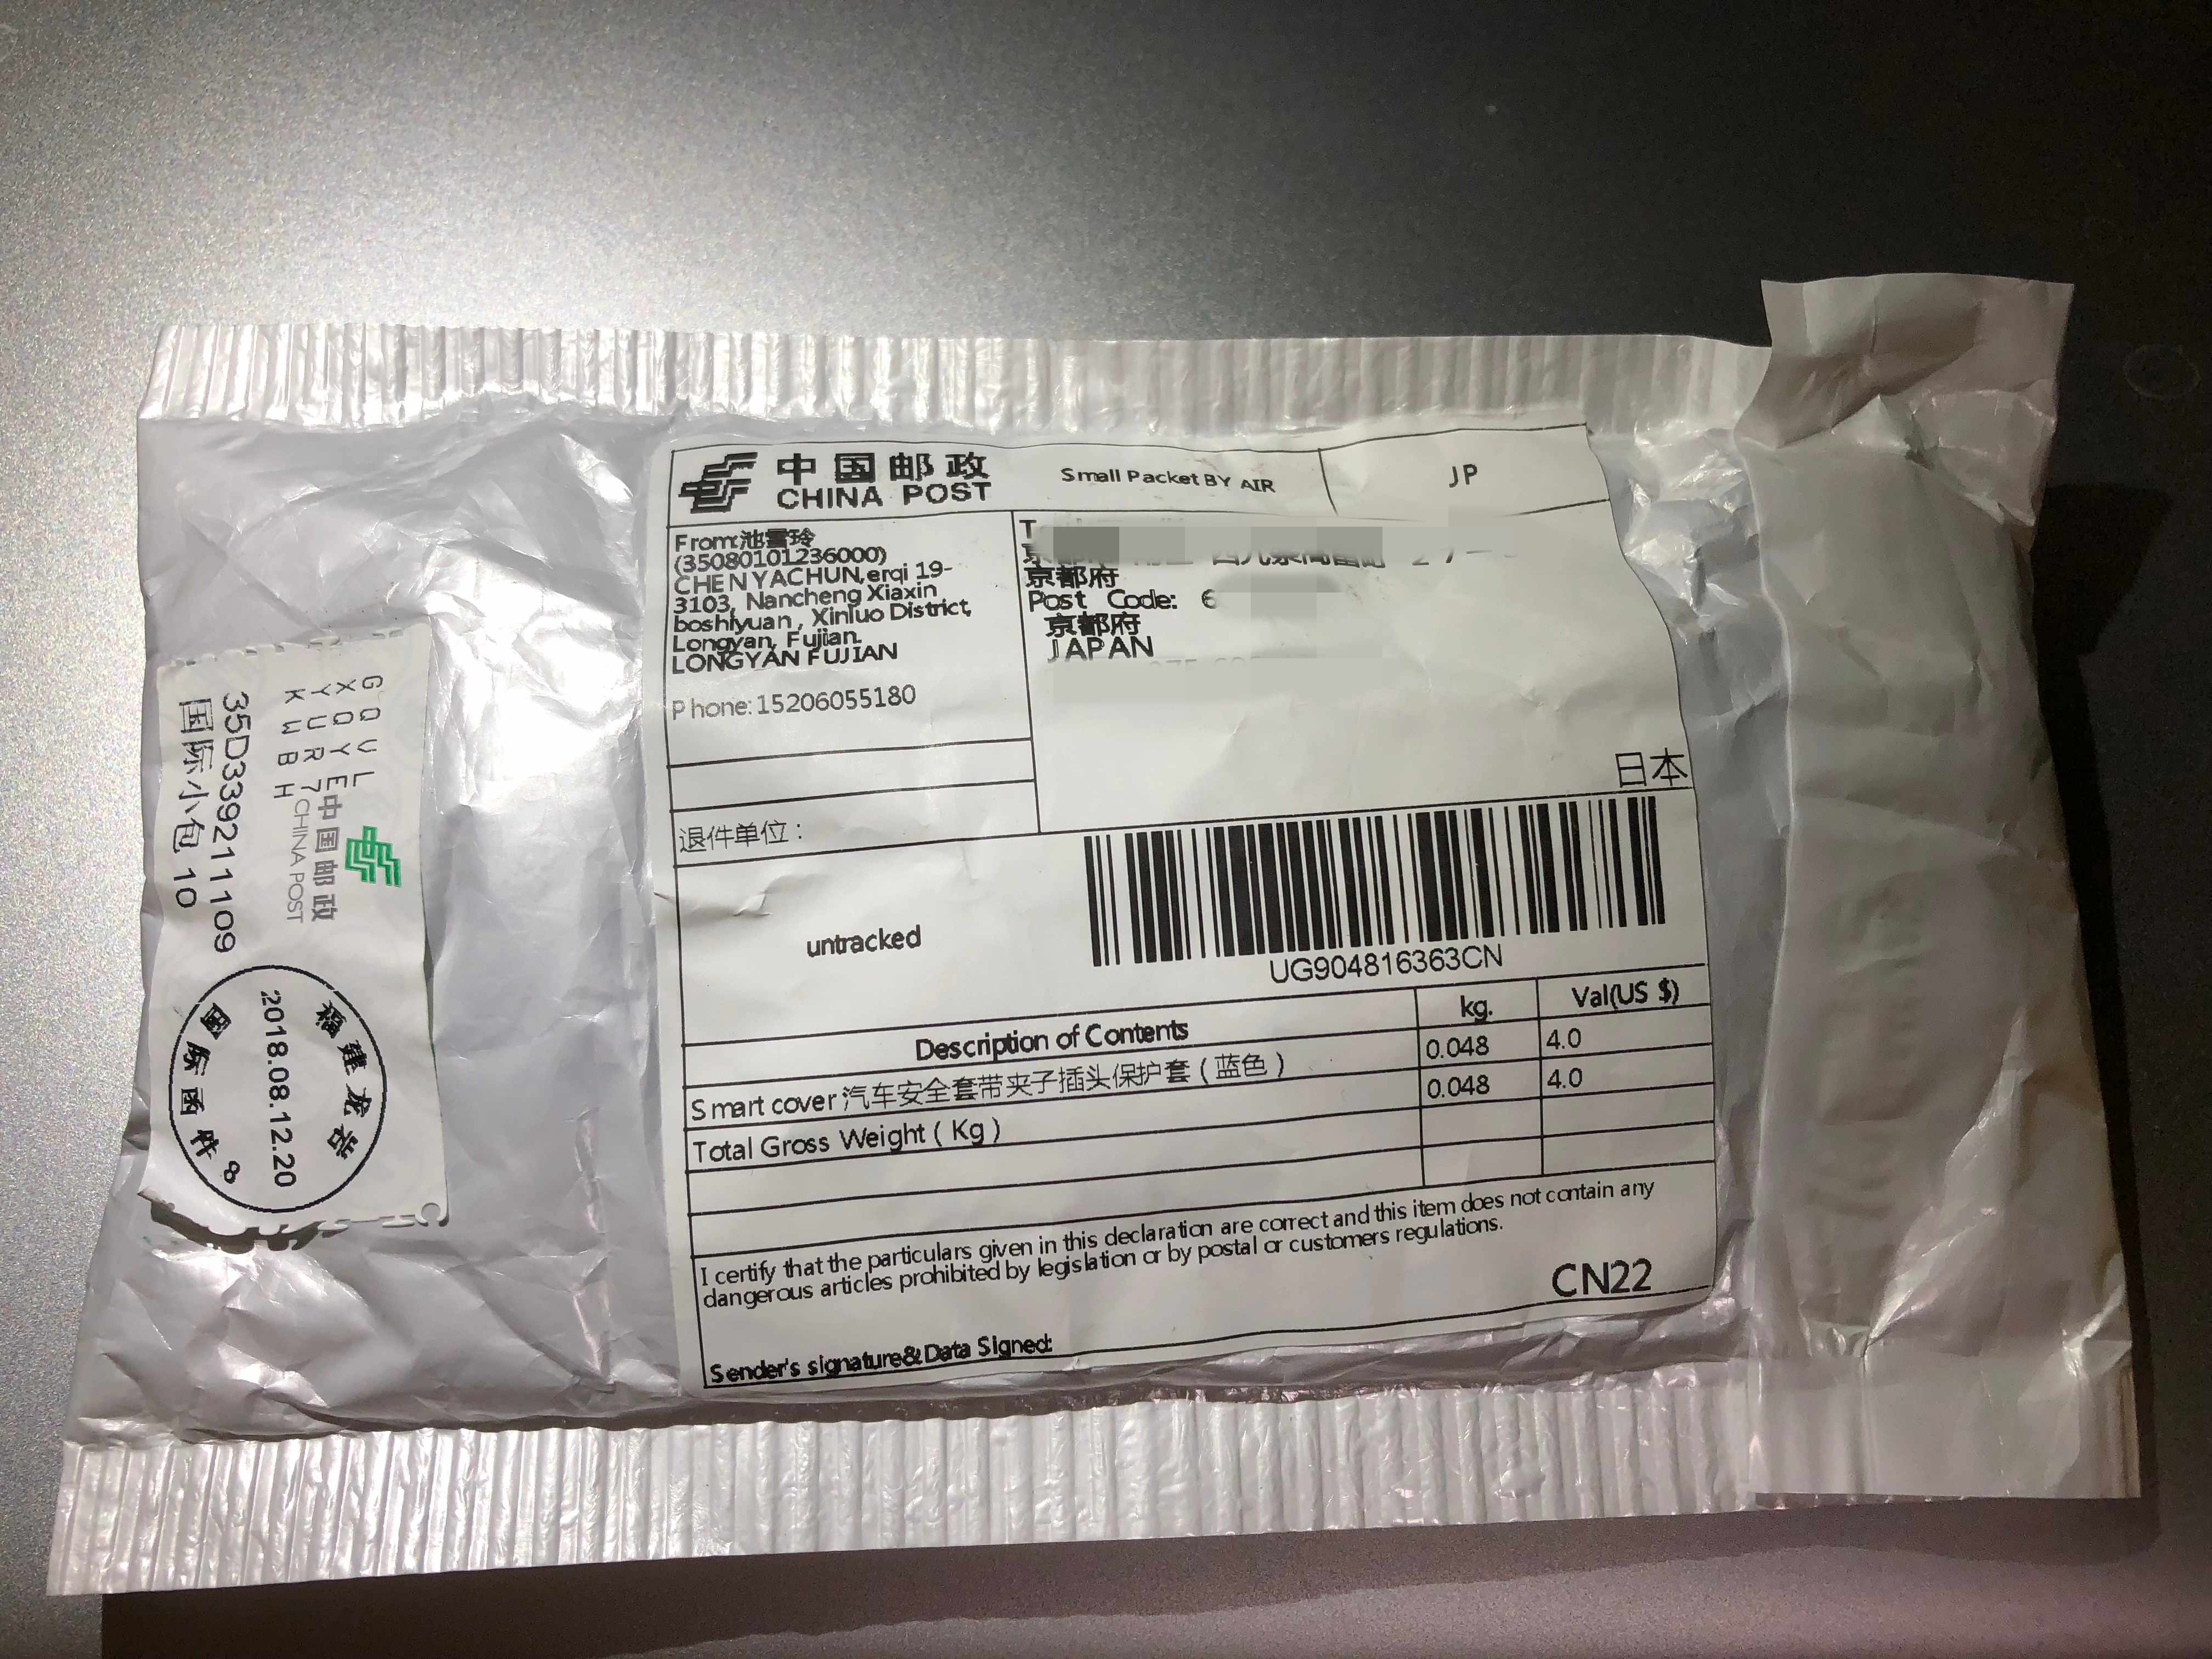 中国邮政
CHINA POST
Small Packet BY AIR
JP
From:池雪玲
(35080101236000)
CHEN YACHUN,erqi 19-
3103, Nancheng Xiaxin
boshiyuan , Xinluo District,
Longyan, Fujian.
LONGYAN FUJIAN
Phone:15206055180
京都府
Post Code: 6
京都府
JAPAN
日本
退件单位：
untracked
UG904816363CN
Description of Contents
kg.
Val(US $)
Smart cover 汽车安全套带夹子插头保护套（蓝色）
0.048
4.0
Total Gross Weight ( Kg )
0.048
4.0
I certify that the particulars given in this declaration are correct and this item does not contain any
dangerous articles prohibited by legislation or by postal or customers regulations.
CN22
Sender's signature&Data Signed:
G Q V L
X Q Y E
Y U R 7
K W B H
中国邮政
CHINA POST
35D339211109
国际小包 10
福建龙岩
2018.08.12.20
国际函件 8